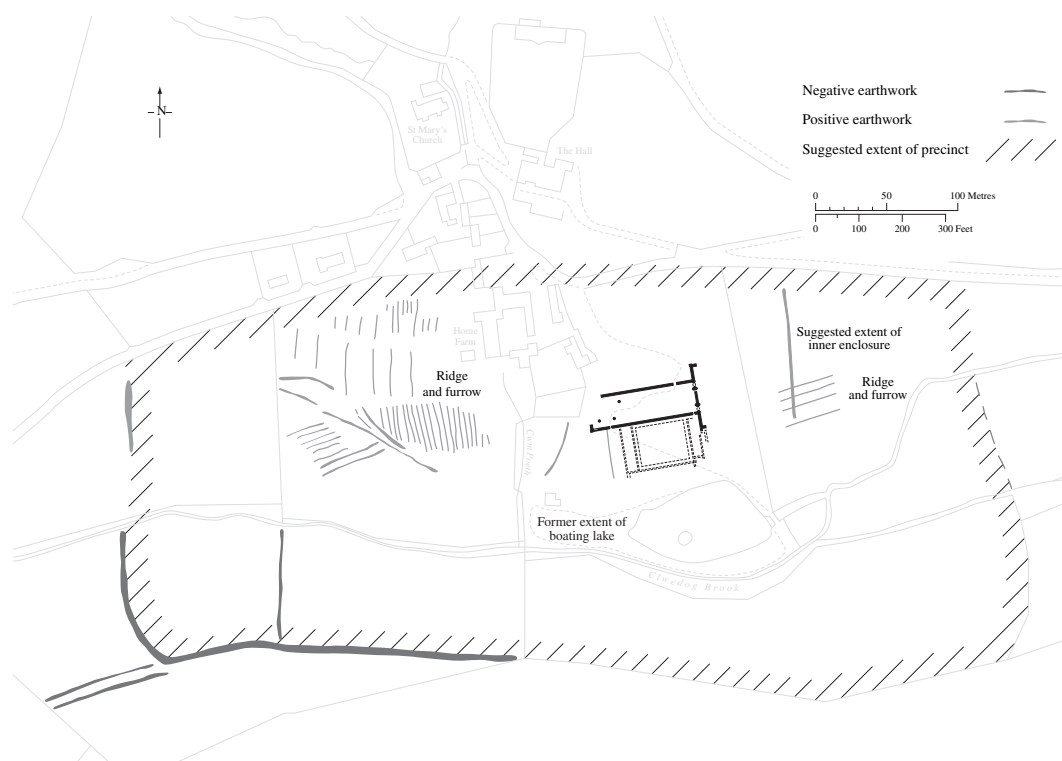 Negative earthwork
Positive earthwork
Suggested extent of precinct
N
0 50 100 Metres
0 100 200 300 Feet
St Mary's
Church
The Hall
Home
Farm
Ridge
and furrow
Suggested extent of
inner enclosure
Ridge
and furrow
Former extent of
boating lake
Clwedog Brook